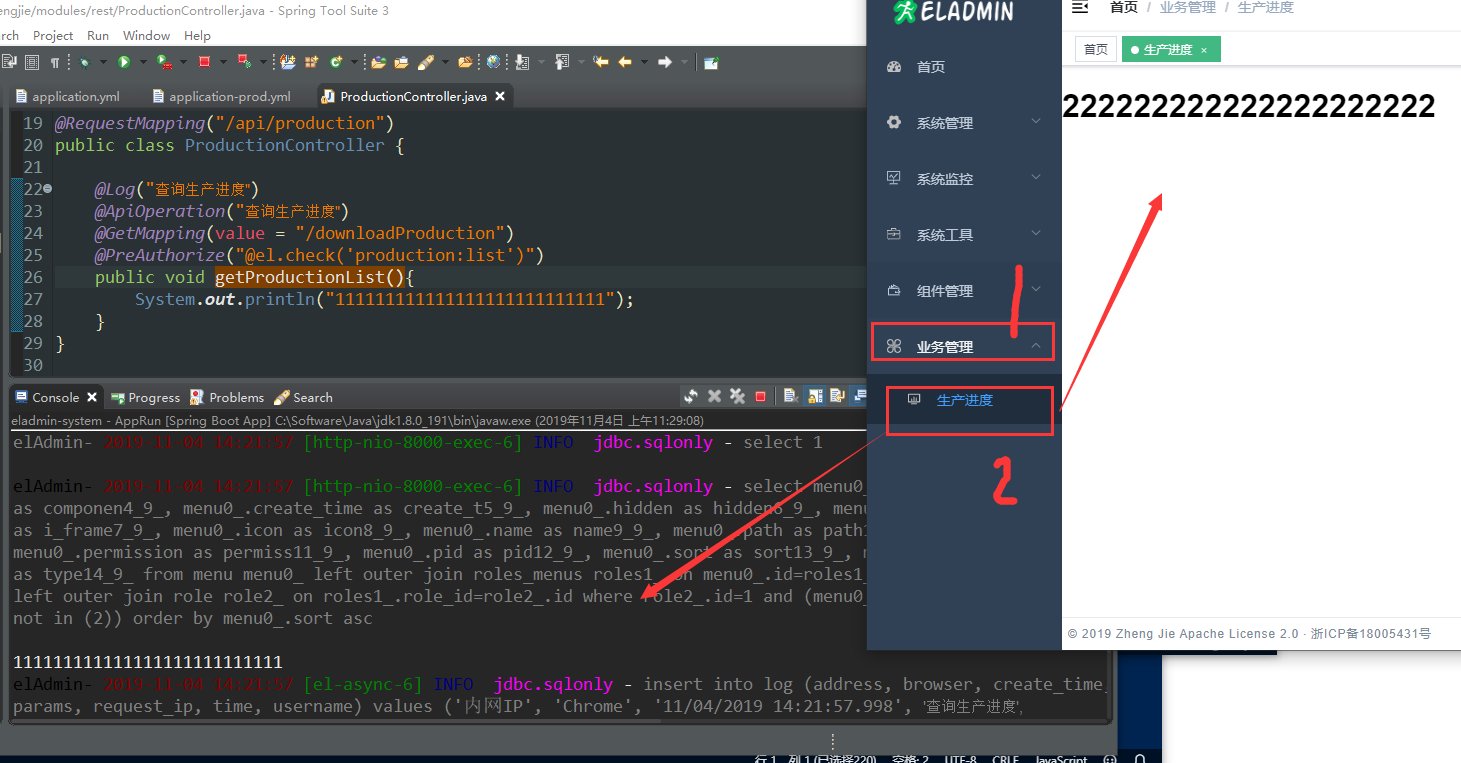 engjie/modules/rest/ProductionController.java - Spring Tool Suite 3
rch Project Run Window Help
application.yml application-prod.yml ProductionController.java
19 @RequestMapping("/api/production")
20 public class ProductionController {
21
22 @Log("查询生产进度")
23 @ApiOperation("查询生产进度")
24 @GetMapping(value = "/downloadProduction")
25 @PreAuthorize("@el.check('production:list')")
26 public void getProductionList(){
27 System.out.println("111111111111111111111111111");
28 }
29 }
30
Console Progress Problems Search
eladmin-system - AppRun [Spring Boot App] C:\Software\Java\jdk1.8.0_191\bin\javaw.exe (2019年11月4日 上午11:29:08)
elAdmin- 2019-11-04 14:21:57 [http-nio-8000-exec-6] INFO jdbc.sqlonly - select 1
elAdmin- 2019-11-04 14:21:57 [http-nio-8000-exec-6] INFO jdbc.sqlonly - select menu0_
as componen4_9_, menu0_.create_time as create_t5_9_, menu0_.hidden as hidden6_9_, menu
as i_frame7_9_, menu0_.icon as icon8_9_, menu0_.name as name9_9_, menu0_.path as path1
menu0_.permission as permiss11_9_, menu0_.pid as pid12_9_, menu0_.sort as sort13_9_,
as type14_9_ from menu menu0_ left outer join roles_menus roles1_ on menu0_.id=roles1_
left outer join role role2_ on roles1_.role_id=role2_.id where role2_.id=1 and (menu0_
not in (2)) order by menu0_.sort asc
111111111111111111111111111
elAdmin- 2019-11-04 14:21:57 [el-async-6] INFO jdbc.sqlonly - insert into log (address, browser, create_time,
params, request_ip, time, username) values ('内网IP', 'Chrome', '11/04/2019 14:21:57.998', '查询生产进度',
行 1，列 1 (已选择220) 空格: 2 UTF-8 CRLF JavaScript
ELADMIN
首页
系统管理
系统监控
系统工具
组件管理
业务管理
生产进度
1
2
首页 / 业务管理 / 生产进度
首页 生产进度 ×
222222222222222222222
© 2019 Zheng Jie Apache License 2.0 · 浙ICP备18005431号